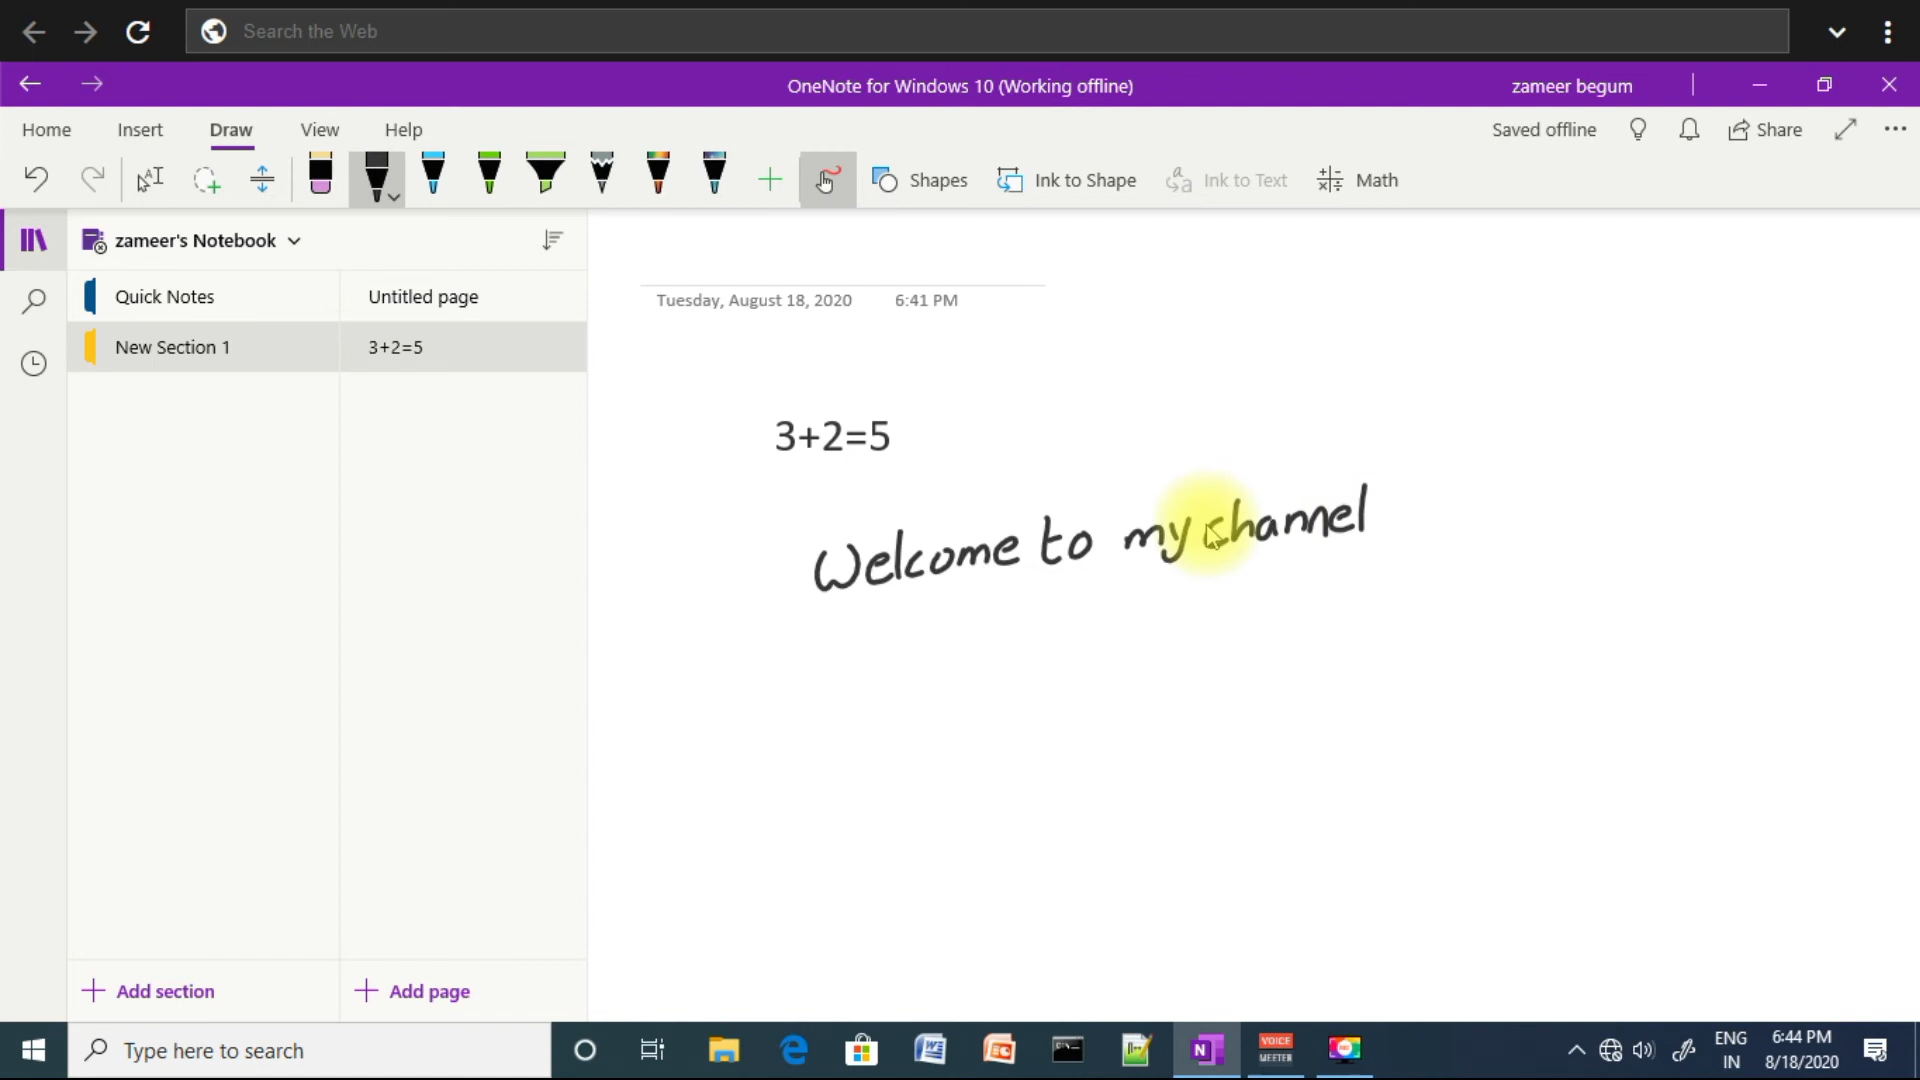 Search the Web
OneNote for Windows 10 (Working offline)
zameer begum
Home Insert Draw View Help
Saved offline
Share
Shapes
Ink to Shape
Ink to Text
Math
zameer's Notebook
Quick Notes
Untitled page
New Section 1
3+2=5
Tuesday, August 18, 2020 6:41 PM
3+2=5
Welcome to my channel
Add section
Add page
Type here to search
VOICE
MEETER
ENG
IN
6:44 PM
8/18/2020